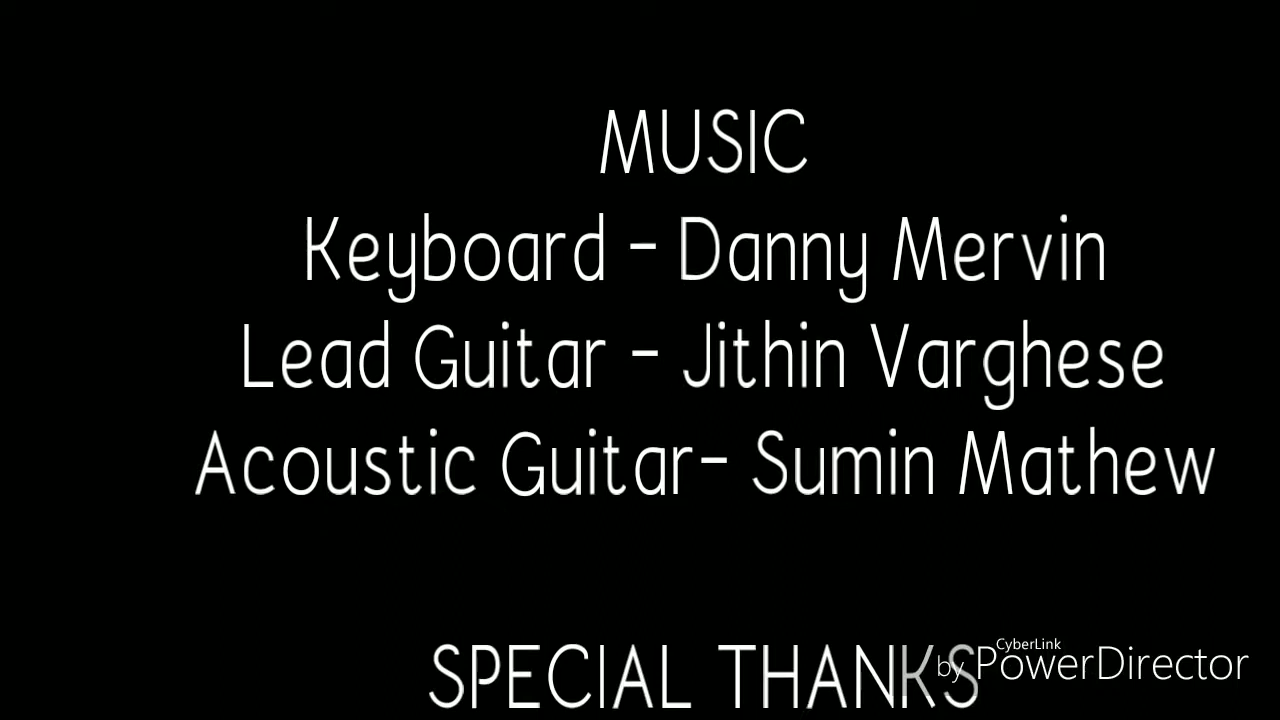 MUSIC
Keyboard - Danny Mervin
Lead Guitar - Jithin Varghese
Acoustic Guitar- Sumin Mathew
SPECIAL THANKS
CyberLink
by PowerDirector